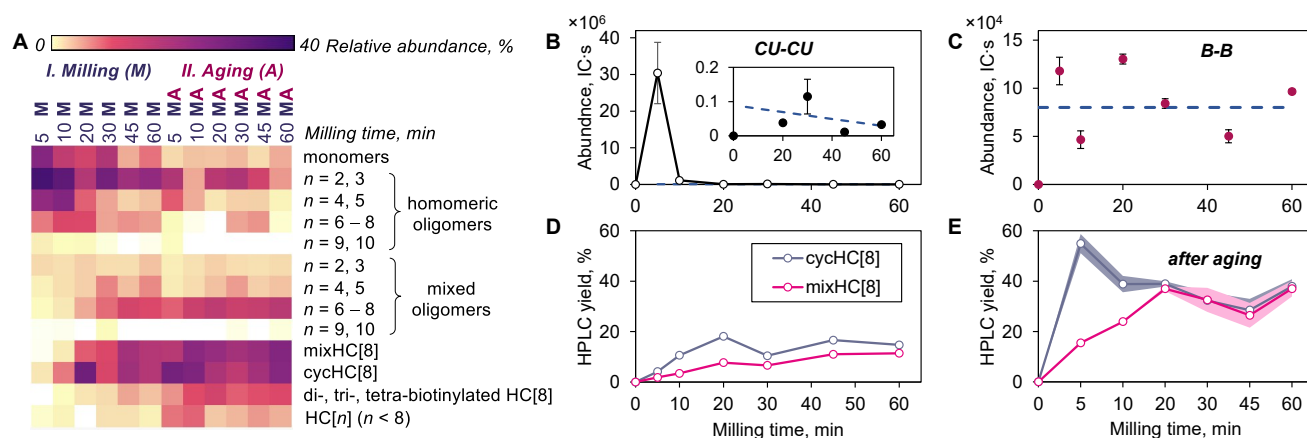 A
0
40
Relative abundance, %
I. Milling (M)
II. Aging (A)
5 M
10 M
20 M
30 M
45 M
60 M
5 MA
10 MA
20 MA
30 MA
45 MA
60 MA
Milling time, min
monomers
n = 2, 3
n = 4, 5
n = 6 – 8
n = 9, 10
homomeric
oligomers
n = 2, 3
n = 4, 5
n = 6 – 8
n = 9, 10
mixed
oligomers
mixHC[8]
cycHC[8]
di-, tri-, tetra-biotinylated HC[8]
HC[n] (n < 8)
B
×10⁶
CU-CU
Abundnce, IC·s
40
30
20
10
0
0.2
0.1
0
0 20 40 60
0 10 20 30 40 50 60
C
×10⁴
B-B
Abundance, IC·s
15
10
5
0
0 10 20 30 40 50 60
D
HPLC yield, %
60
40
20
0
cycHC[8]
mixHC[8]
0 10 20 30 40 50 60
Milling time, min
E
after aging
HPLC yield, %
60
40
20
0
0 5 10 20 30 45 60
Milling time, min